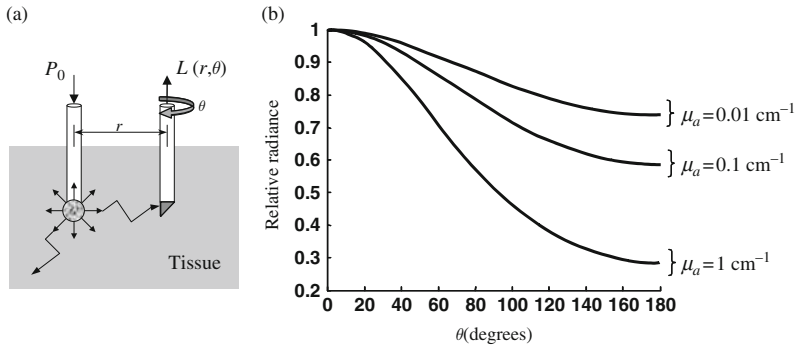 (a)
P₀
L (r,θ)
θ
r
Tissue
(b)
Relative radiance
1
0.9
0.8
0.7
0.6
0.5
0.4
0.3
0.2
0 20 40 60 80 100 120 140 160 180
θ(degrees)
} μₐ=0.01 cm⁻¹
} μₐ=0.1 cm⁻¹
} μₐ=1 cm⁻¹